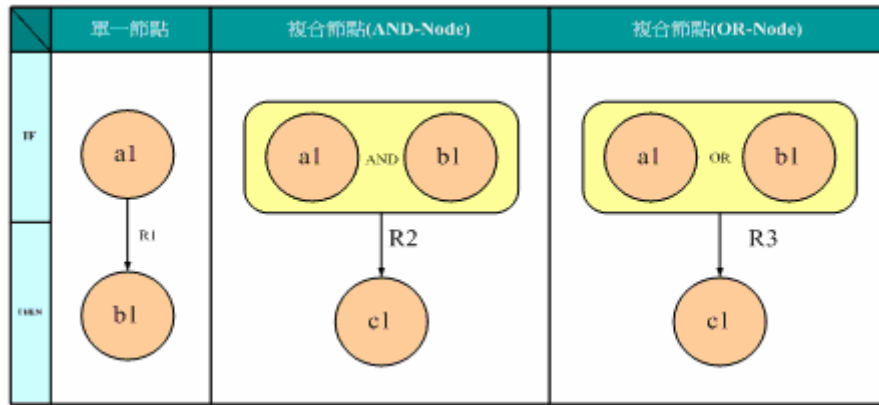 單一節點
複合節點(AND-Node)
複合節點(OR-Node)
IF
a1
a1 AND b1
a1 OR b1
R1
R2
R3
THEN
b1
c1
c1